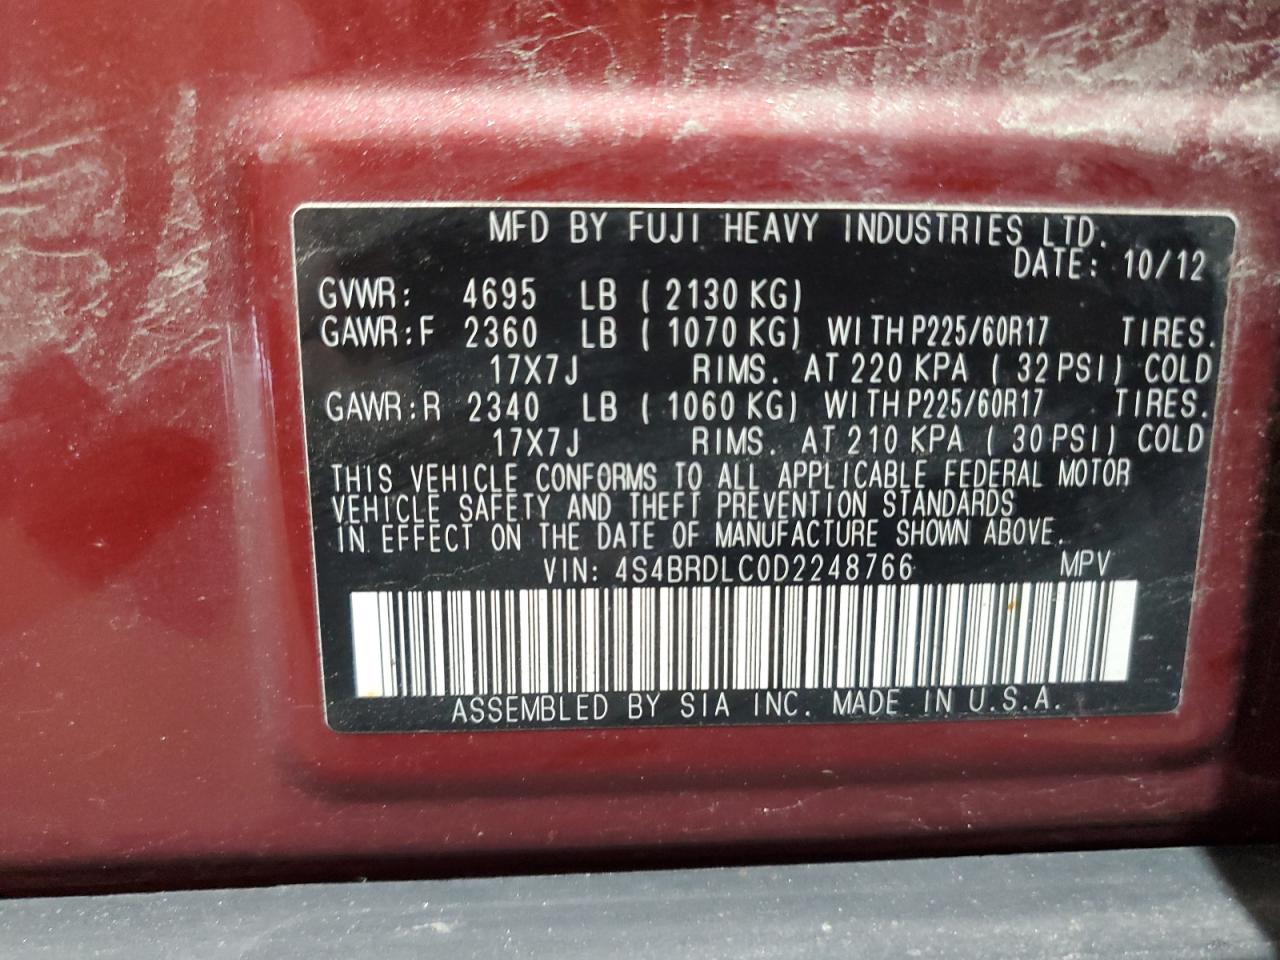 MFD BY FUJI HEAVY INDUSTRIES LTD.
DATE: 10/12
GVWR: 4695 LB (2130 KG)
GAWR:F 2360 LB (1070 KG) WITH P225/60R17 TIRES.
17X7J RIMS. AT 220 KPA (32 PSI) COLD
GAWR:R 2340 LB (1060 KG) WITH P225/60R17 TIRES.
17X7J RIMS. AT 210 KPA (30 PSI) COLD
THIS VEHICLE CONFORMS TO ALL APPLICABLE FEDERAL MOTOR
VEHICLE SAFETY AND THEFT PREVENTION STANDARDS
IN EFFECT ON THE DATE OF MANUFACTURE SHOWN ABOVE.
VIN: 4S4BRDLC0D2248766 MPV
ASSEMBLED BY SIA INC. MADE IN U.S.A.